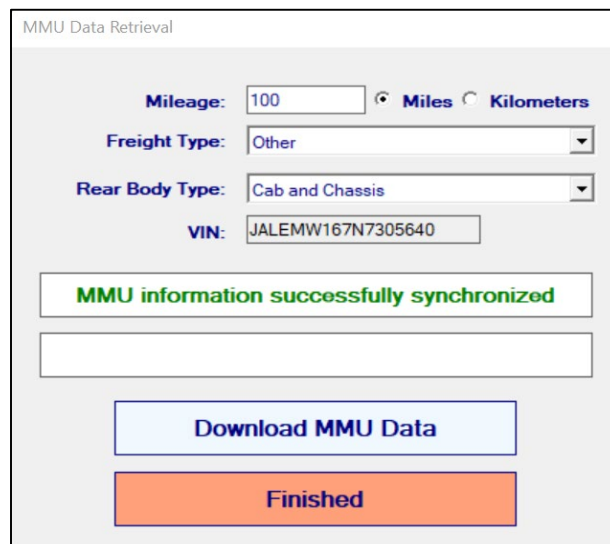 MMU Data Retrieval
Mileage: 100 Miles Kilometers
Freight Type: Other
Rear Body Type: Cab and Chassis
VIN: JALEMW167N7305640
MMU information successfully synchronized
Download MMU Data
Finished